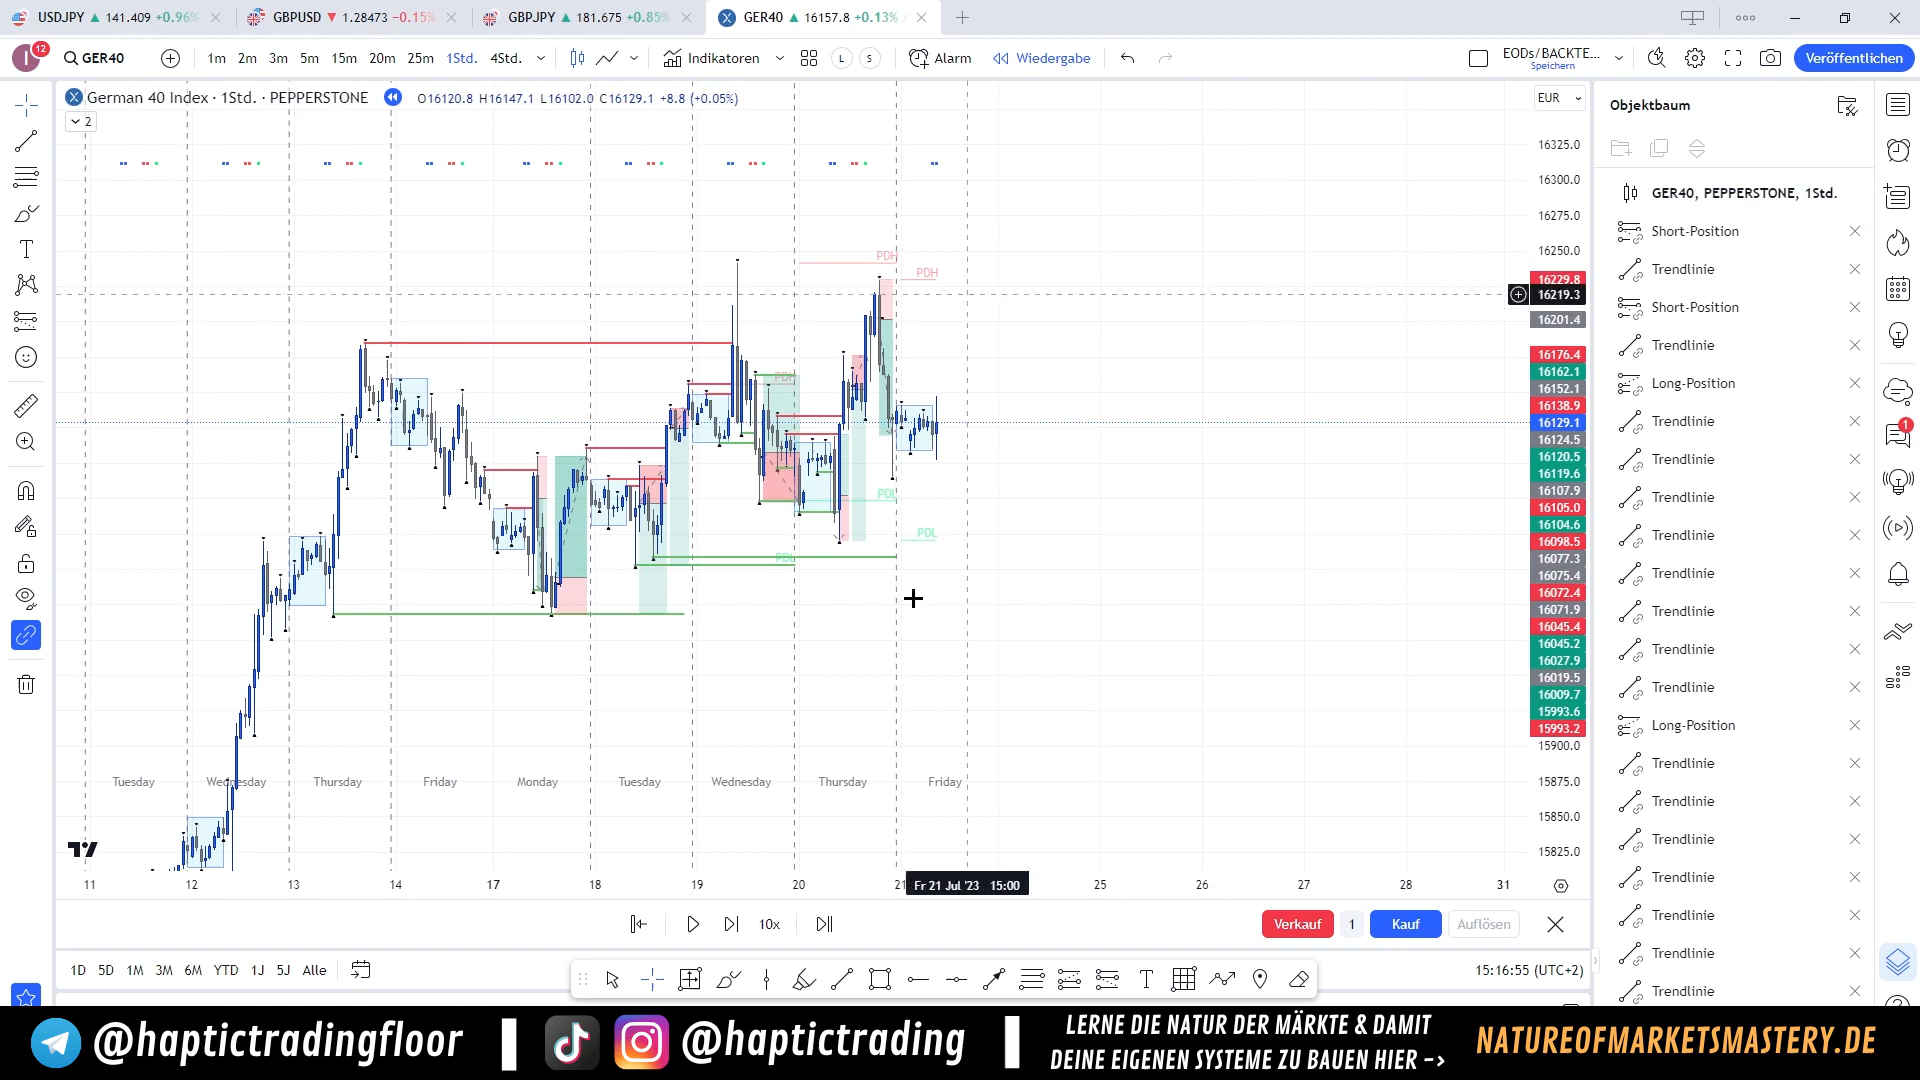 USDJPY ▲ 141.409 +0.96%
GBPUSD ▼ 1.28473 −0.15%
GBPJPY ▲ 181.675 +0.85%
GER40 ▲ 16157.8 +0.13%
I
12
GER40
1m 2m 3m 5m 15m 20m 25m 1Std. 4Std.
Indikatoren
L
S
Alarm
Wiedergabe
EODs/BACKTE...
Speichern
Veröffentlichen
German 40 Index · 1Std. · PEPPERSTONE
O16120.8 H16147.1 L16102.0 C16129.1 +8.8 (+0.05%)
EUR
2
Objektbaum
GER40, PEPPERSTONE, 1Std.
Short-Position
Trendlinie
Short-Position
Trendlinie
Long-Position
Trendlinie
Trendlinie
Trendlinie
Trendlinie
Trendlinie
Trendlinie
Trendlinie
Trendlinie
Long-Position
Trendlinie
Trendlinie
Trendlinie
Trendlinie
Trendlinie
Trendlinie
Trendlinie
1
PDH
PDH
PDH
PDL
PDL
PDL
16325.0
16300.0
16275.0
16250.0
16229.8
16219.3
16201.4
16176.4
16162.1
16152.1
16138.9
16129.1
16124.5
16120.5
16119.6
16107.9
16105.0
16104.6
16098.5
16077.3
16075.4
16072.4
16071.9
16045.4
16045.2
16027.9
16019.5
16009.7
15993.6
15993.2
15900.0
15875.0
15850.0
15825.0
Tuesday Wednesday Thursday Friday Monday Tuesday Wednesday Thursday Friday
11 12 13 14 17 18 19 20 21 Fr 21 Jul '23 15:00 25 26 27 28 31
10x
Verkauf 1 Kauf Auflösen
1D 5D 1M 3M 6M YTD 1J 5J Alle
15:16:55 (UTC+2)
@haptictradingfloor
@haptictrading
LERNE DIE NATUR DER MÄRKTE & DAMIT
DEINE EIGENEN SYSTEME ZU BAUEN HIER –>
NATUREOFMARKETSMASTERY.DE